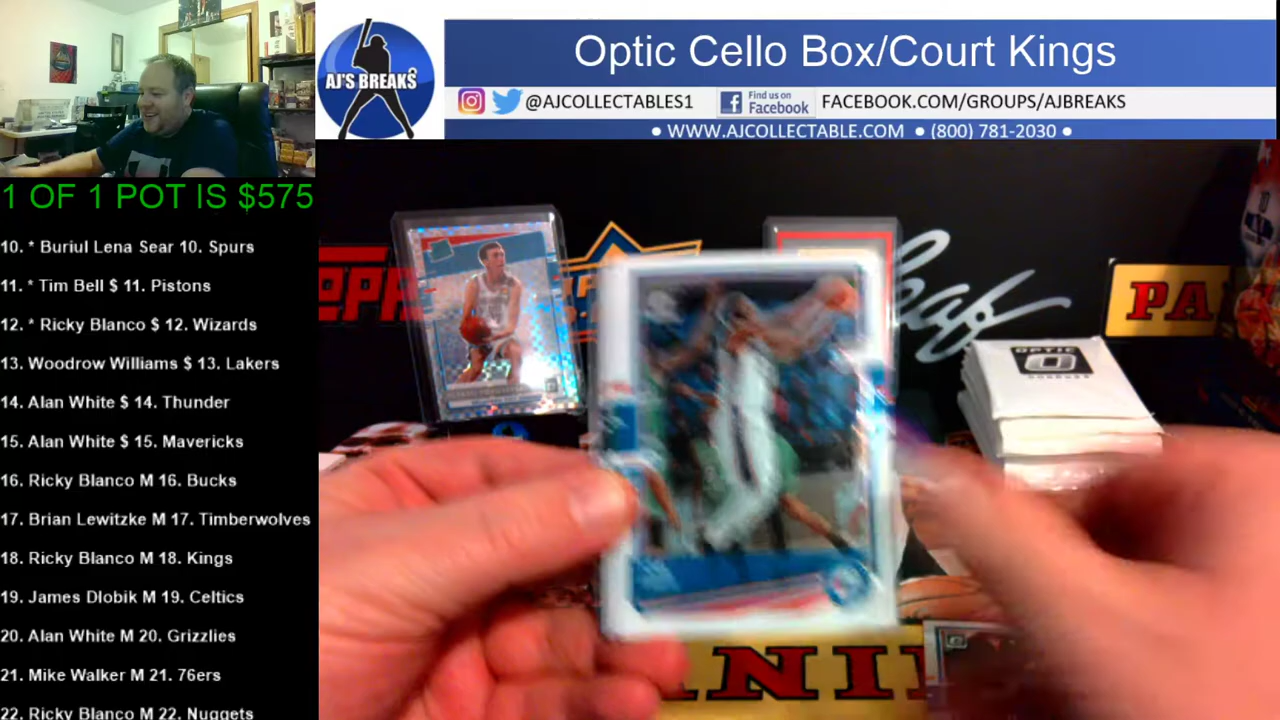 Optic Cello Box/Court Kings
AJ'S BREAKS
@AJCOLLECTABLES1
Find us on
Facebook
FACEBOOK.COM/GROUPS/AJBREAKS
● WWW.AJCOLLECTABLE.COM ● (800) 781-2030 ●
1 OF 1 POT IS $575
10. * Buriul Lena Sear 10. Spurs
11. * Tim Bell $ 11. Pistons
12. * Ricky Blanco $ 12. Wizards
13. Woodrow Williams $ 13. Lakers
14. Alan White $ 14. Thunder
15. Alan White $ 15. Mavericks
16. Ricky Blanco M 16. Bucks
17. Brian Lewitzke M 17. Timberwolves
18. Ricky Blanco M 18. Kings
19. James Dlobik M 19. Celtics
20. Alan White M 20. Grizzlies
21. Mike Walker M 21. 76ers
22. Ricky Blanco M 22. Nuggets
OPTIC